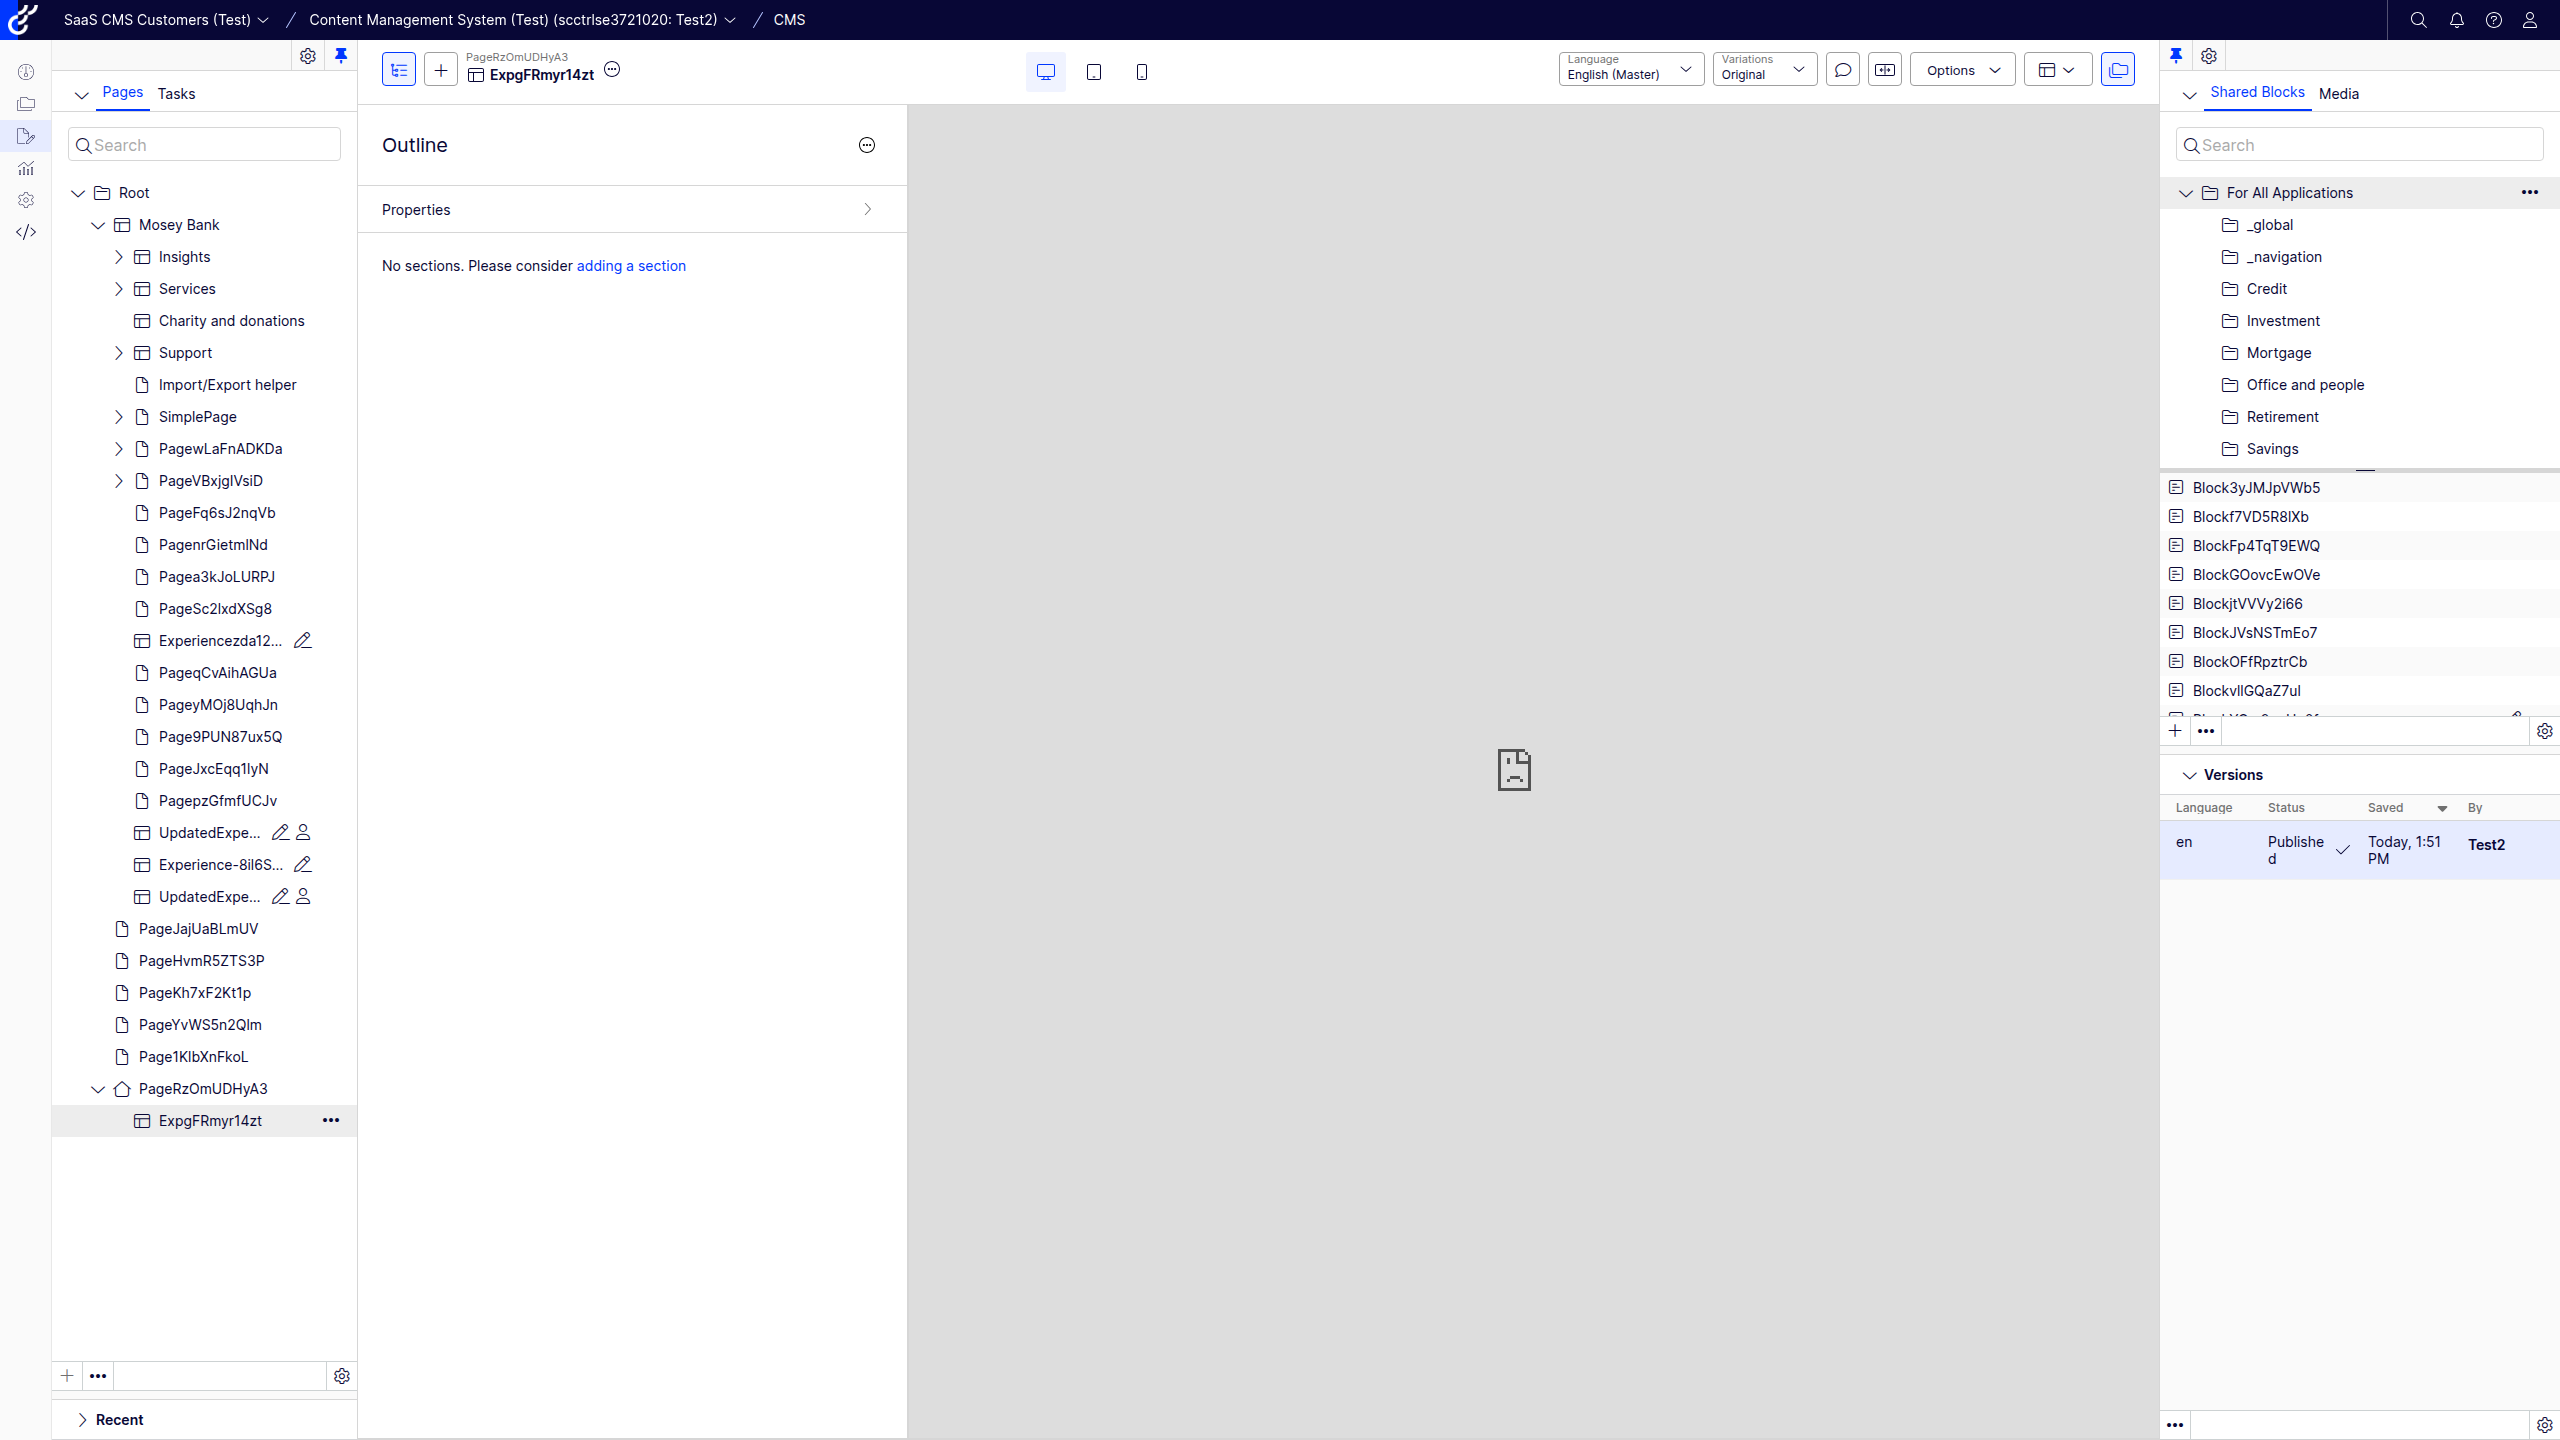 SaaS CMS Customers (Test) / Content Management System (Test) (scctrlse3721020: Test2) / CMS
Pages Tasks
Search
Root
Mosey Bank
Insights
Services
Charity and donations
Support
Import/Export helper
SimplePage
PagewLaFnADKDa
PageVBxjgIVsiD
PageFq6sJ2nqVb
PagenrGietmlNd
Pagea3kJoLURPJ
PageSc2lxdXSg8
Experiencezda12...
PageqCvAihAGUa
PageyMOj8UqhJn
Page9PUN87ux5Q
PageJxcEqq1lyN
PagepzGfmfUCJv
UpdatedExpe...
Experience-8il6S...
UpdatedExpe...
PageJajUaBLmUV
PageHvmR5ZTS3P
PageKh7xF2Kt1p
PageYvWS5n2Qlm
Page1KlbXnFkoL
PageRzOmUDHyA3
ExpgFRmyr14zt
Recent
PageRzOmUDHyA3
ExpgFRmyr14zt
Language
English (Master)
Variations
Original
Options
Outline
Properties
No sections. Please consider adding a section
Shared Blocks Media
Search
For All Applications
_global
_navigation
Credit
Investment
Mortgage
Office and people
Retirement
Savings
Block3yJMJpVWb5
Blockf7VD5R8lXb
BlockFp4TqT9EWQ
BlockGOovcEwOVe
BlockjtVVVy2i66
BlockJVsNSTmEo7
BlockOFfRpztrCb
BlockvllGQaZ7ul
Versions
Language Status Saved By
en Publishe
d Today, 1:51
PM Test2